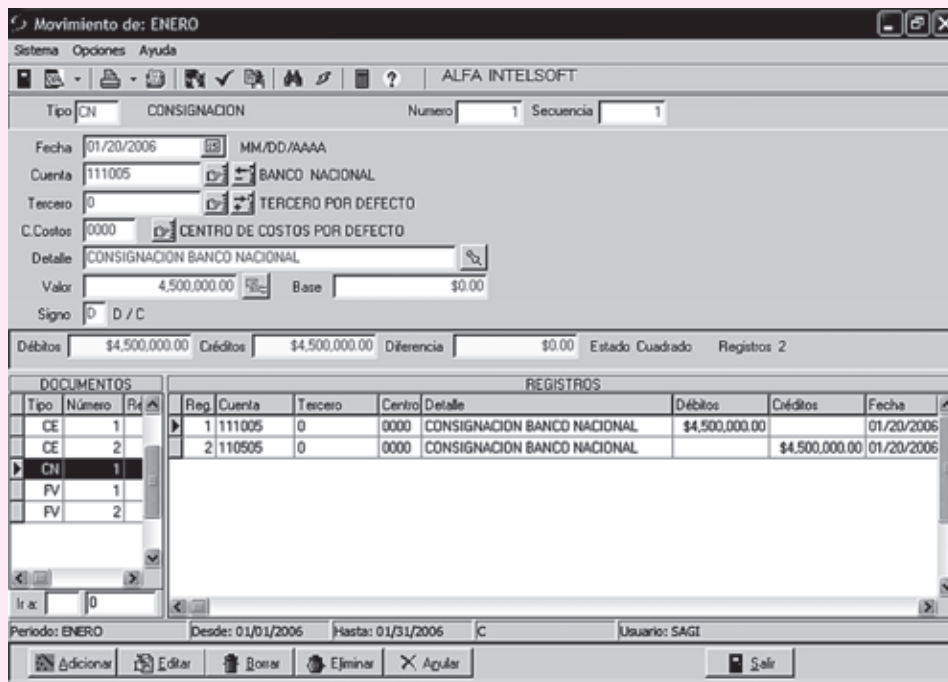 Movimiento de: ENERO
Sistema Opciones Ayuda
ALFA INTELSOFT
Tipo CN CONSIGNACION Numero 1 Secuencia 1
Fecha 01/20/2006 MM/DD/AAAA
Cuenta 111005 BANCO NACIONAL
Tercero 0 TERCERO POR DEFECTO
C.Costos 0000 CENTRO DE COSTOS POR DEFECTO
Detalle CONSIGNACION BANCO NACIONAL
Valor 4,500,000.00 Base $0.00
Signo D D / C
Débitos $4,500,000.00 Créditos $4,500,000.00 Diferencia $0.00 Estado Cuadrado Registros 2
DOCUMENTOS REGISTROS
Tipo Número Re Reg. Cuenta Tercero Centro Detalle Débitos Créditos Fecha
CE 1 1 111005 0 0000 CONSIGNACION BANCO NACIONAL $4,500,000.00 01/20/2006
CE 2 2 110505 0 0000 CONSIGNACION BANCO NACIONAL $4,500,000.00 01/20/2006
CN 1
FV 1
FV 2
Ir a: 0
Periodo: ENERO Desde: 01/01/2006 Hasta: 01/31/2006 C Usuario: SAGI
Adicionar Editar Borrar Eliminar Anular Salir